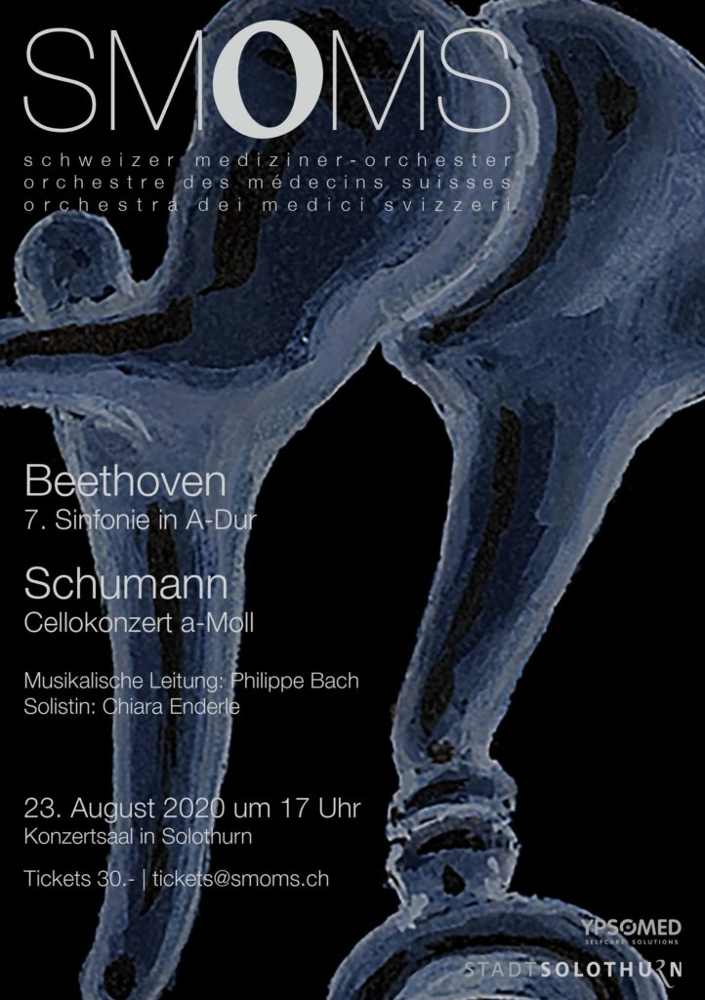 SMOMS
schweizer mediziner-orchester
orchestre des médecins suisses
orchestra dei medici svizzeri
Beethoven
7. Sinfonie in A-Dur
Schumann
Cellokonzert a-Moll
Musikalische Leitung: Philippe Bach
Solistin: Chiara Enderle
23. August 2020 um 17 Uhr
Konzertsaal in Solothurn
Tickets 30.- | tickets@smoms.ch
YPSOMED
SELFCARE SOLUTIONS
STADTSOLOTHURN